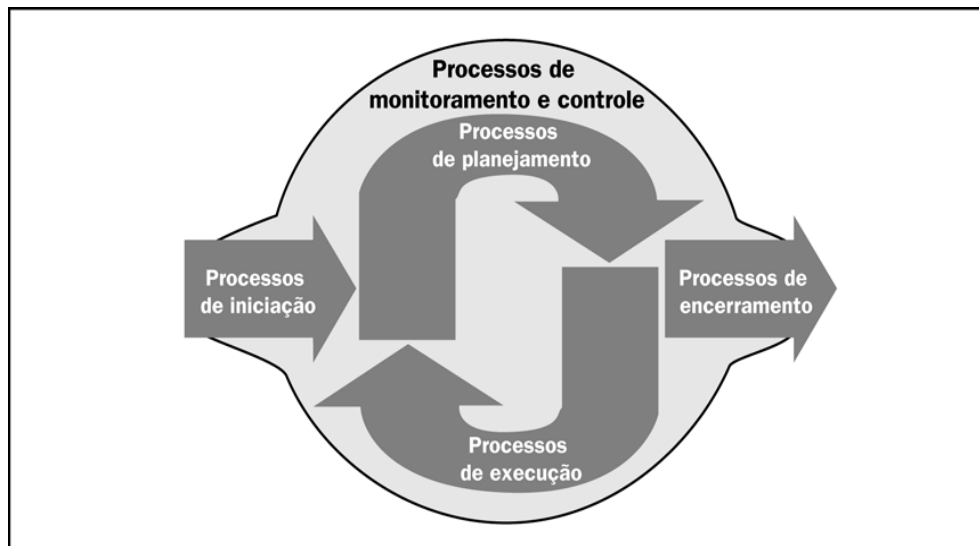 Processos de
monitoramento e controle
Processos
de planejamento
Processos
de iniciação
Processos de
encerramento
Processos
de execução